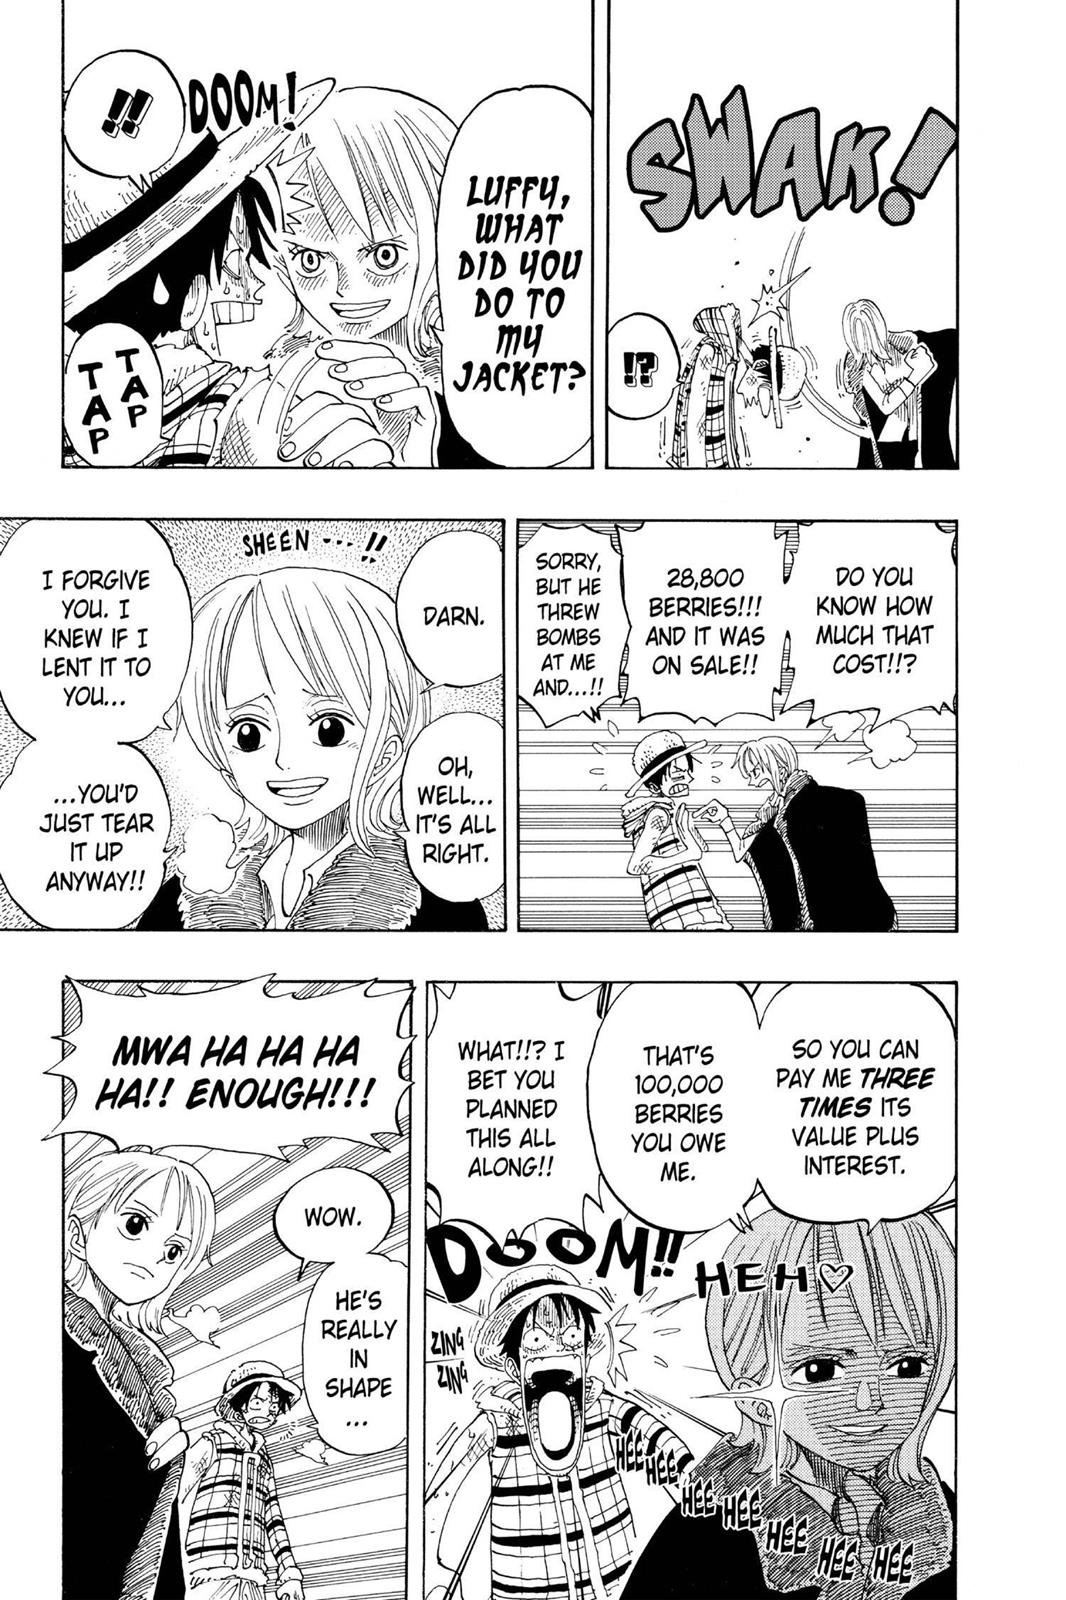 SWAK!
!?
LUFFY,
WHAT
DID YOU
DO TO
MY
JACKET?
DOOM!
!!
TAP
TAP
DO YOU
KNOW HOW
MUCH THAT
COST!!?
28,800
BERRIES!!!
AND IT WAS
ON SALE!!
SORRY,
BUT HE
THREW
BOMBS
AT ME
AND...!!
DARN.
SHEEN ...!!
OH,
WELL...
IT'S ALL
RIGHT.
I FORGIVE
YOU. I
KNEW IF I
LENT IT TO
YOU...
...YOU'D
JUST TEAR
IT UP
ANYWAY!!
SO YOU CAN
PAY ME THREE
TIMES ITS
VALUE PLUS
INTEREST.
THAT'S
100,000
BERRIES
YOU OWE
ME.
WHAT!!? I
BET YOU
PLANNED
THIS ALL
ALONG!!
HEH♡
DOOM!!
ZING
ZING
HEE
HEE
HEE
HEE
HEE
HEE
HEE
MWA HA HA HA
HA!! ENOUGH!!!
WOW.
HE'S
REALLY
IN
SHAPE
...